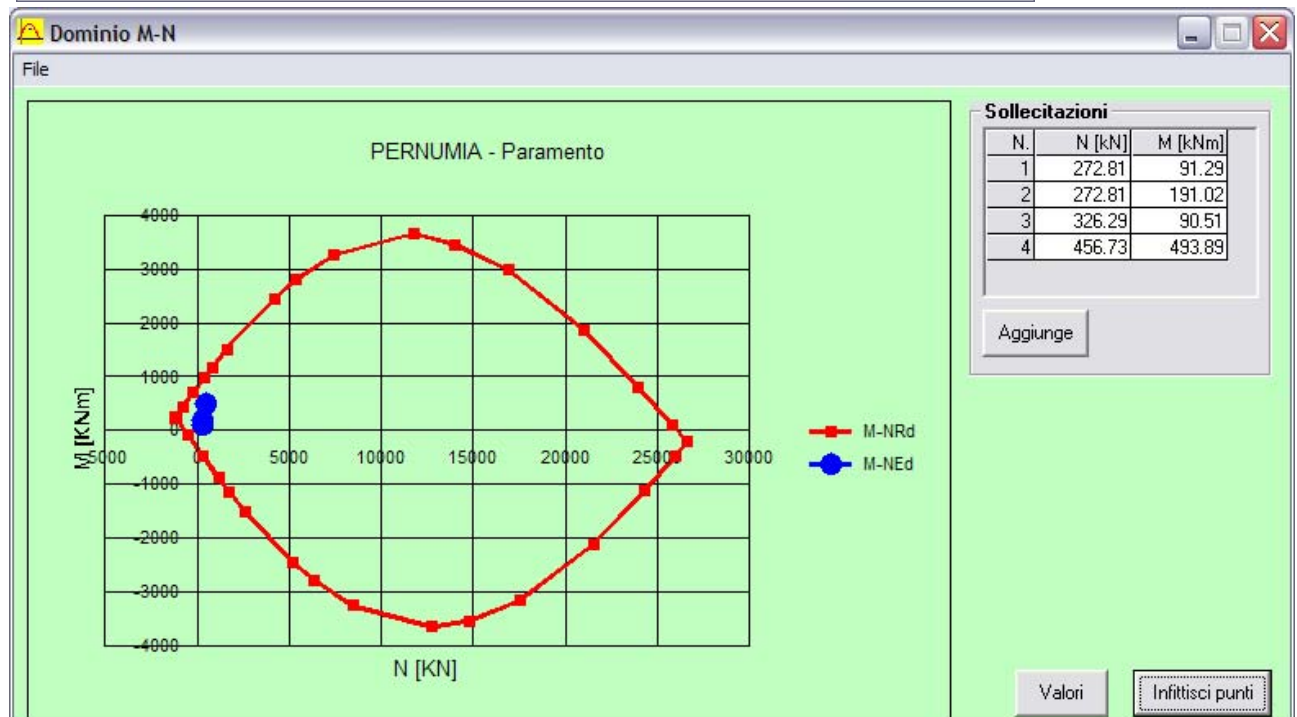 Dominio M-N
File
PERNUMIA - Paramento
4000
3000
2000
1000
0
-1000
-2000
-3000
-4000
M [KNm]
5000 0 5000 10000 15000 20000 25000 30000
N [KN]
M-NRd
M-NEd
Sollecitazioni
N. N [kN] M [kNm]
1 272.81 91.29
2 272.81 191.02
3 326.29 90.51
4 456.73 493.89
Aggiunge
Valori
Infittisci punti